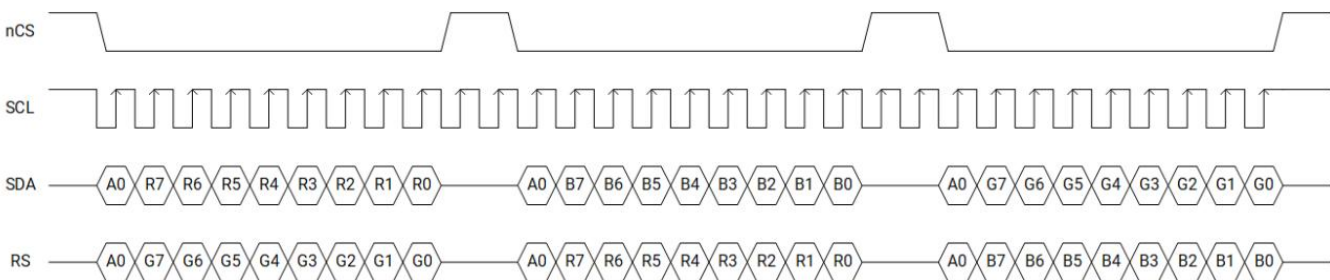 nCS
SCL
SDA A0 R7 R6 R5 R4 R3 R2 R1 R0 A0 B7 B6 B5 B4 B3 B2 B1 B0 A0 G7 G6 G5 G4 G3 G2 G1 G0
RS A0 G7 G6 G5 G4 G3 G2 G1 G0 A0 R7 R6 R5 R4 R3 R2 R1 R0 A0 B7 B6 B5 B4 B3 B2 B1 B0